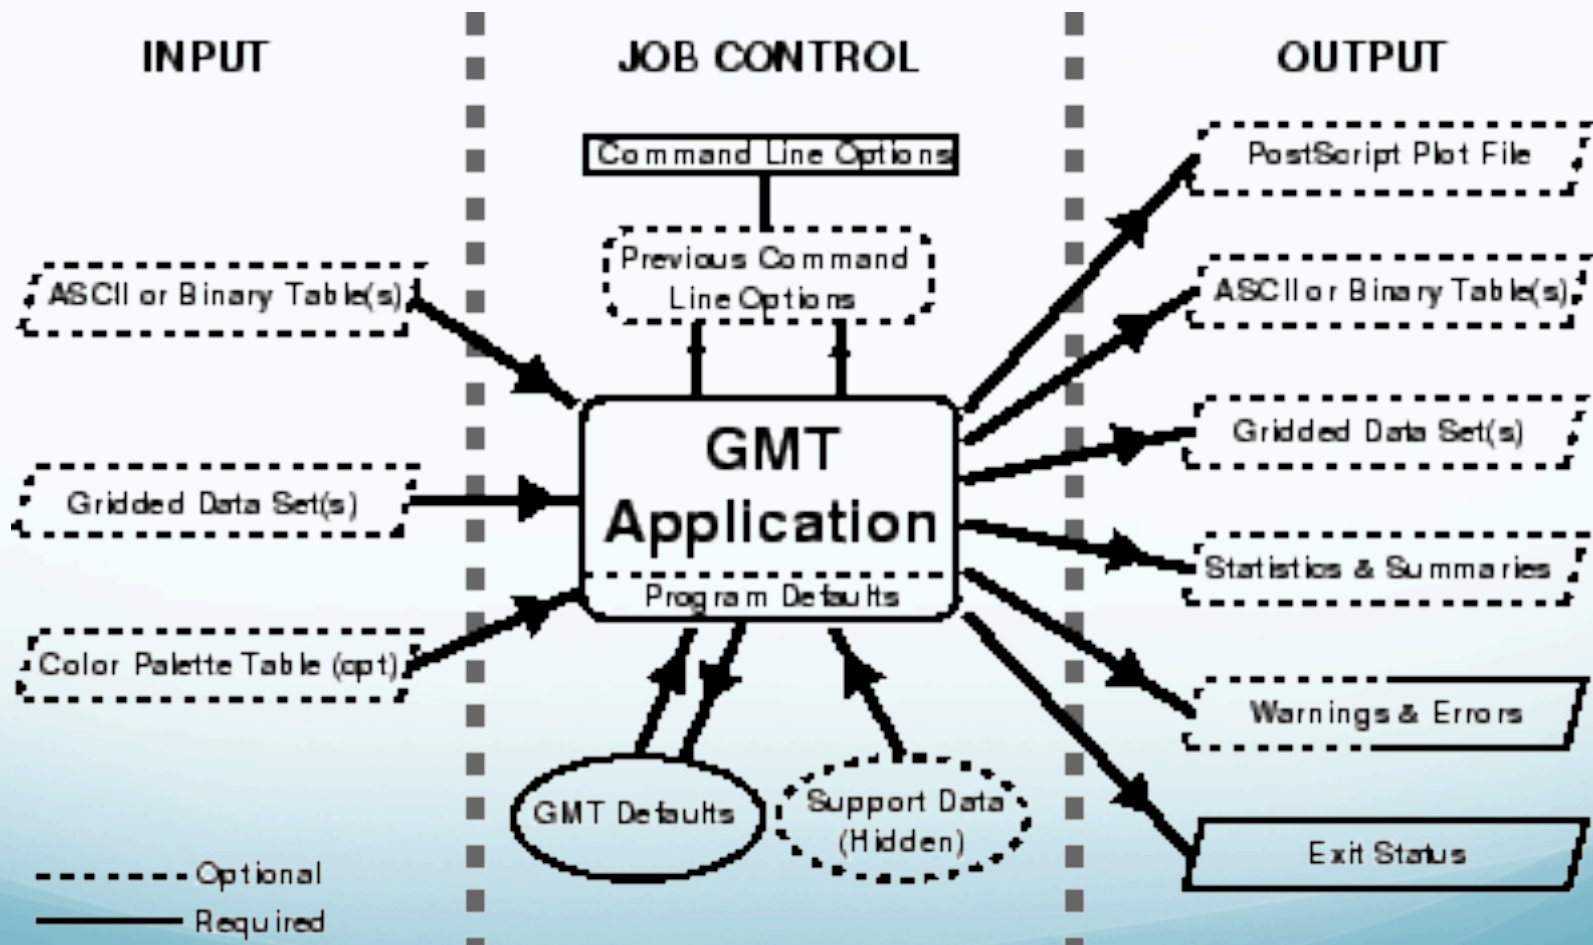 INPUT
JOB CONTROL
OUTPUT
Command Line Options
Previous Command
Line Options
ASCII or Binary Table(s)
Gridded Data Set(s)
Color Palette Table (cpt)
GMT
Application
Program Defaults
GMT Defaults
Support Data
(Hidden)
PostScript Plot File
ASCII or Binary Table(s)
Gridded Data Set(s)
Statistics & Summaries
Warnings & Errors
Exit Status
Optional
Required